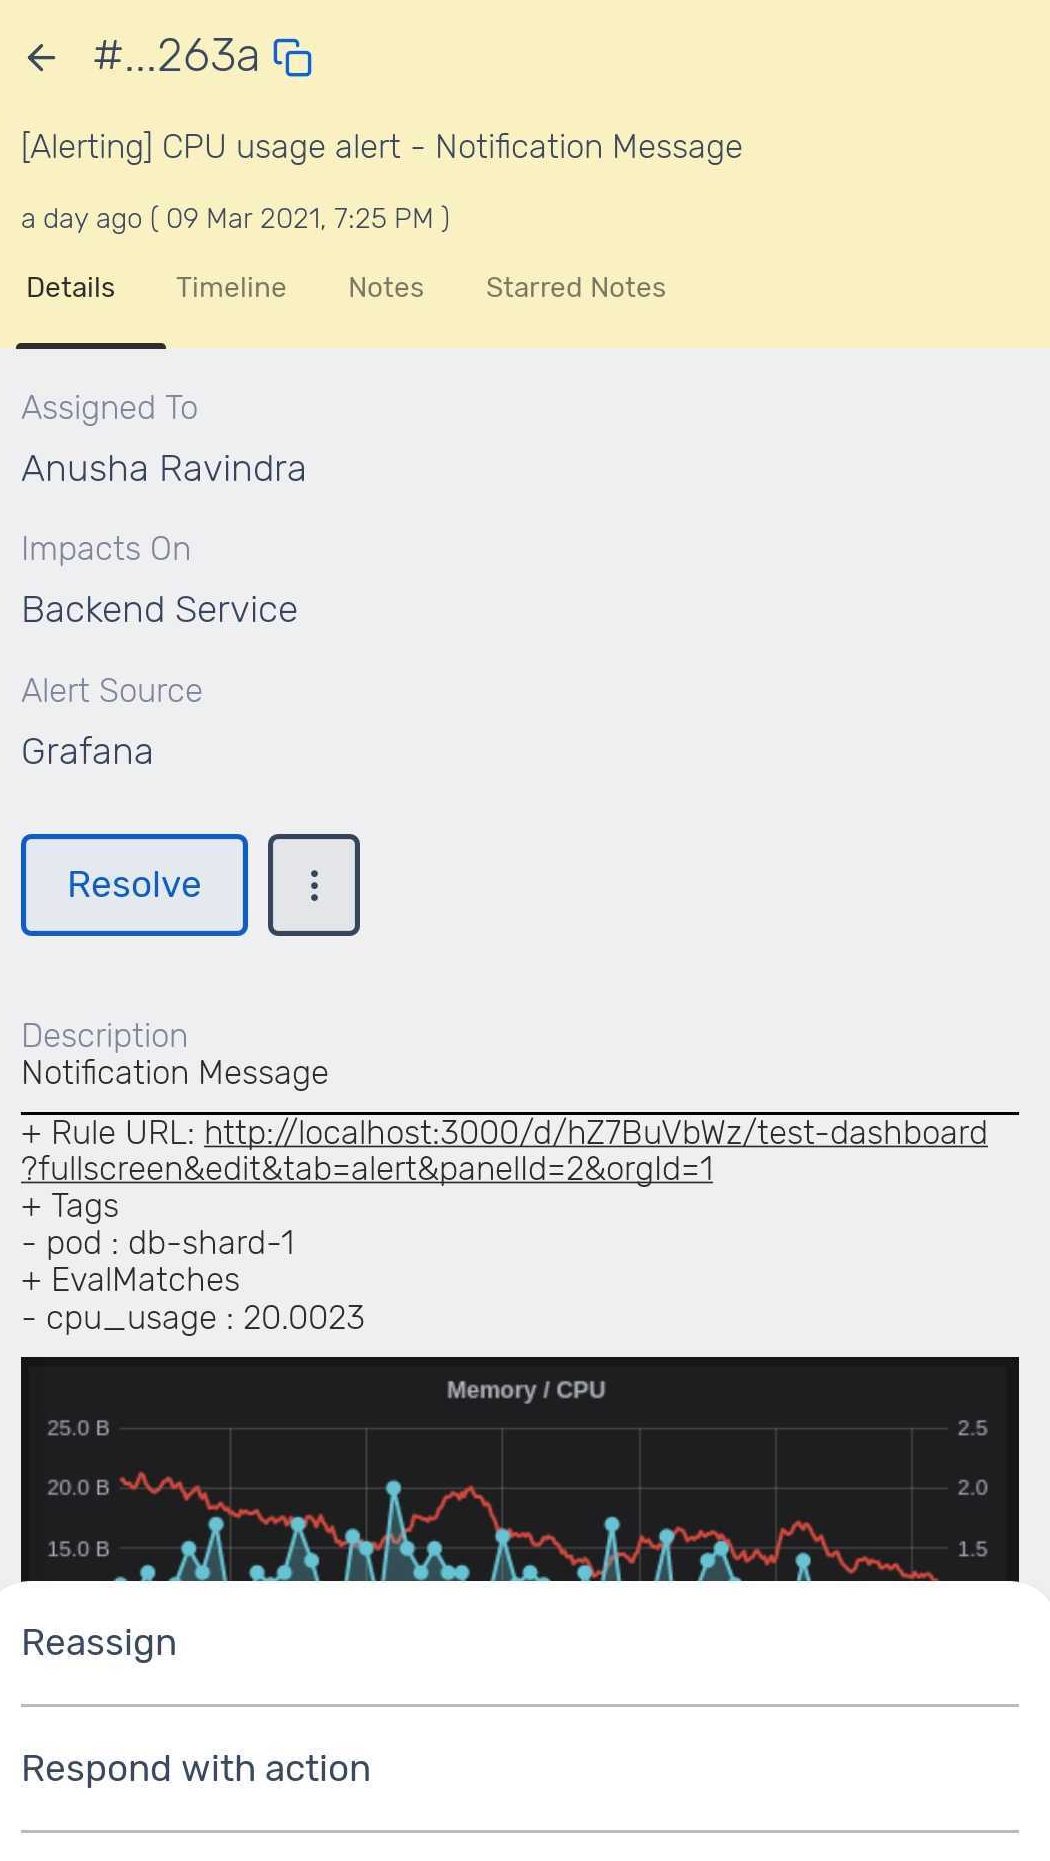 #...263a
[Alerting] CPU usage alert - Notification Message
a day ago ( 09 Mar 2021, 7:25 PM )
Details Timeline Notes Starred Notes
Assigned To
Anusha Ravindra
Impacts On
Backend Service
Alert Source
Grafana
Resolve
Description
Notification Message
+ Rule URL: http://localhost:3000/d/hZ7BuVbWz/test-dashboard
?fullscreen&edit&tab=alert&panelId=2&orgId=1
+ Tags
- pod : db-shard-1
+ EvalMatches
- cpu_usage : 20.0023
Memory / CPU
25.0 B 2.5
20.0 B 2.0
15.0 B 1.5
Reassign
Respond with action